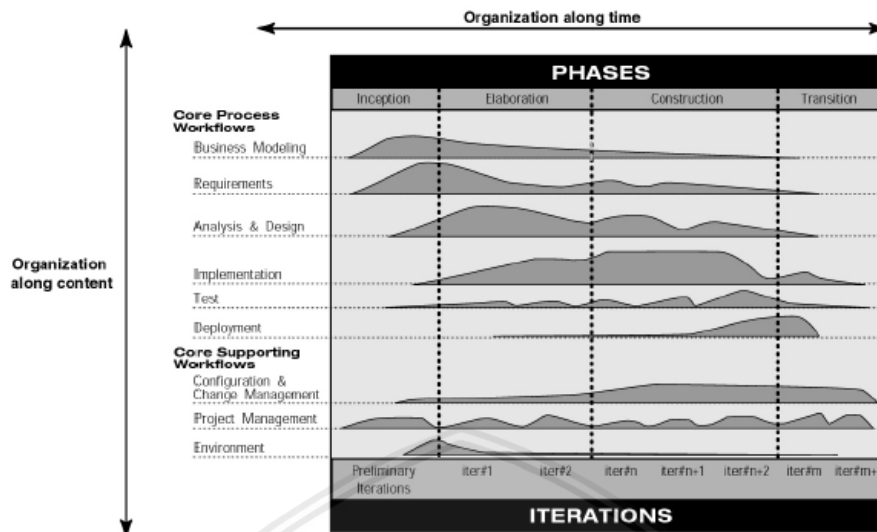 Organization along time
PHASES
Inception Elaboration Construction Transition
Core Process
Workflows
Business Modeling
Requirements
Analysis & Design
Organization
along content
Implementation
Test
Deployment
Core Supporting
Workflows
Configuration &
Change Management
Project Management
Environment
Preliminary
Iterations
iter#1 iter#2 iter#n iter#n+1 iter#n+2 iter#m iter#m+
ITERATIONS